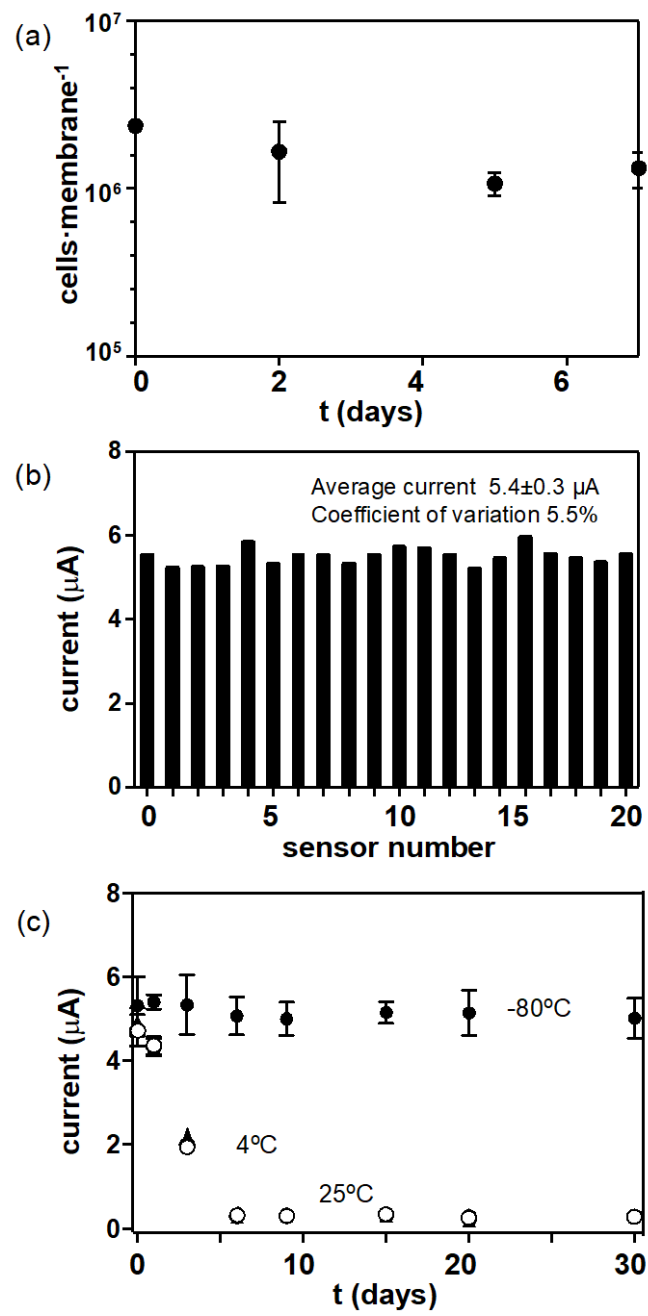 (a)
10⁷
10⁶
10⁵
cells·membrane⁻¹
0 2 4 6
t (days)
(b)
8
6
4
2
0
current (μA)
Average current 5.4±0.3 μA
Coefficient of variation 5.5%
0 5 10 15 20
sensor number
(c)
8
6
4
2
0
current (μA)
-80ºC
4ºC
25ºC
0 10 20 30
t (days)